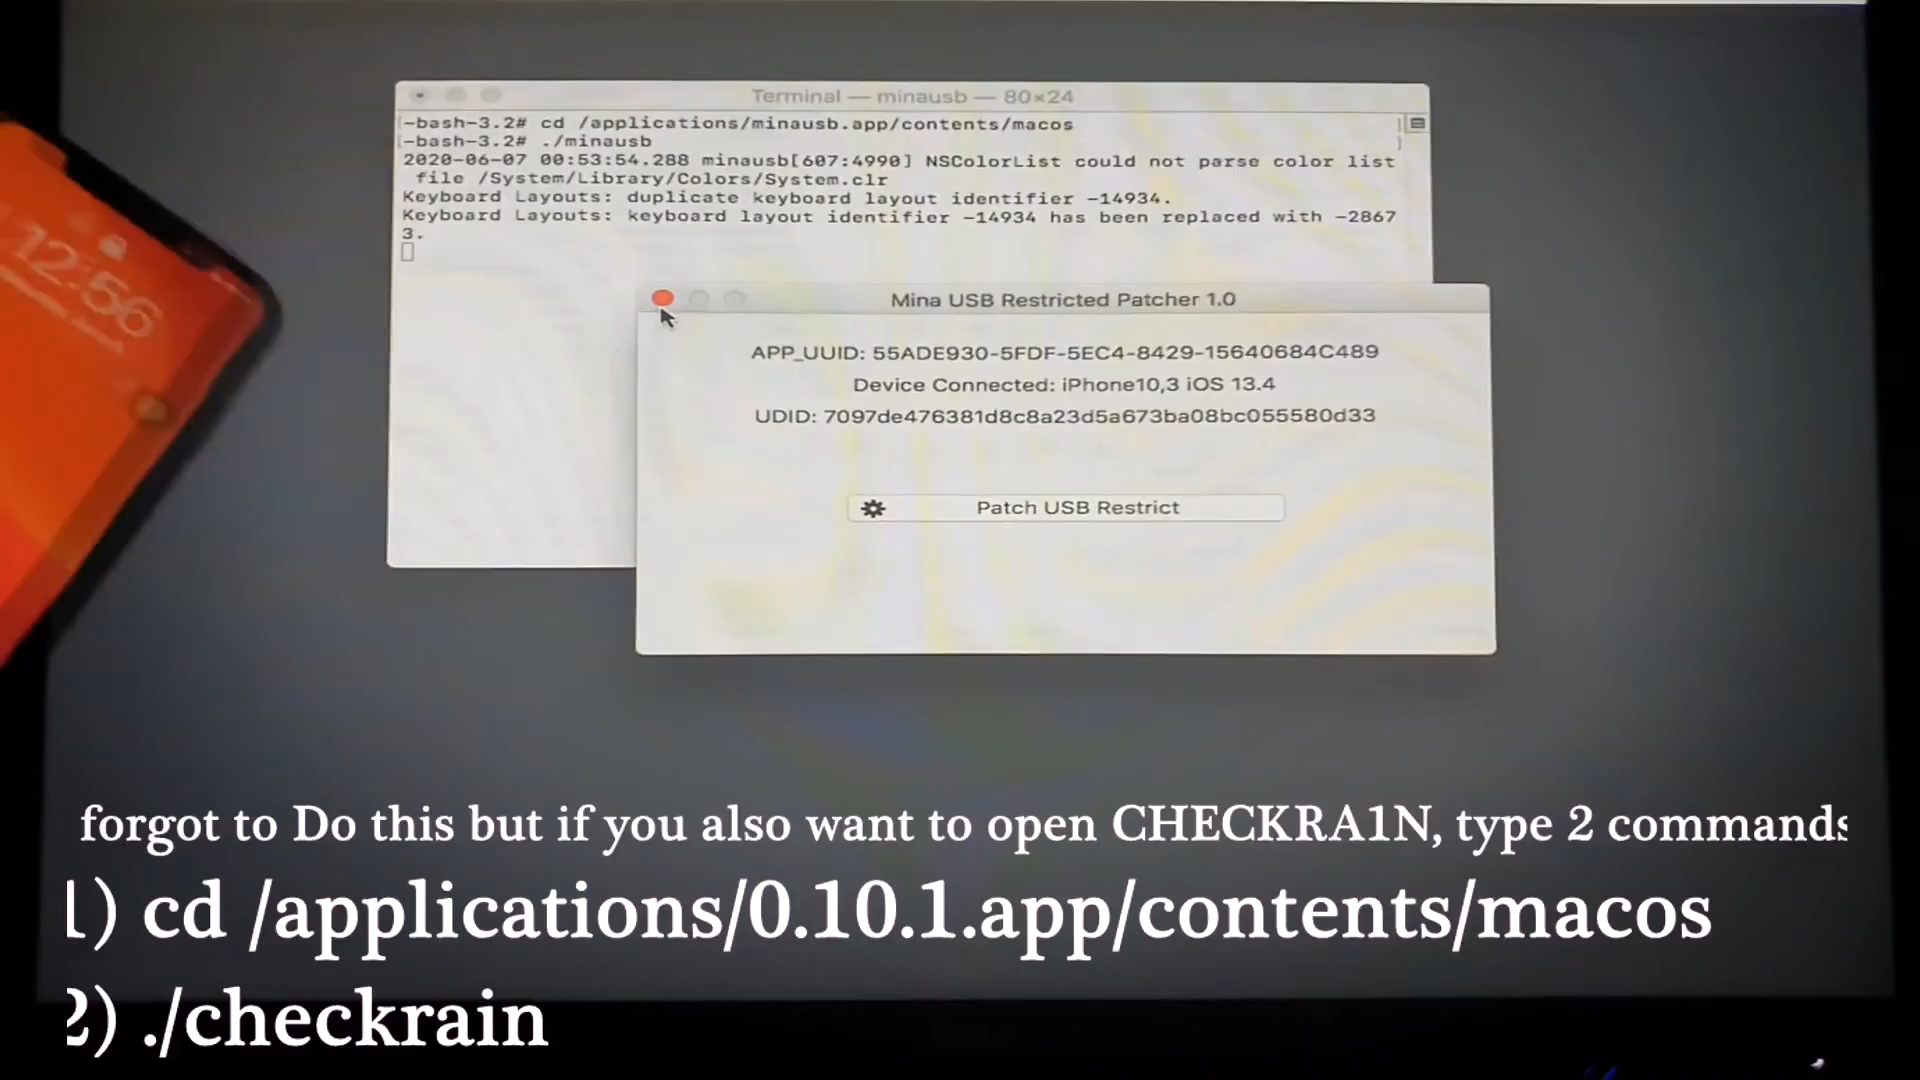 Terminal — minausb — 80×24
-bash-3.2# cd /applications/minausb.app/contents/macos
-bash-3.2# ./minausb
2020-06-07 00:53:54.288 minausb[607:4990] NSColorList could not parse color list
file /System/Library/Colors/System.clr
Keyboard Layouts: duplicate keyboard layout identifier -14934.
Keyboard Layouts: keyboard layout identifier -14934 has been replaced with -2867
3.
12:56
Mina USB Restricted Patcher 1.0
APP_UUID: 55ADE930-5FDF-5EC4-8429-15640684C489
Device Connected: iPhone10,3 iOS 13.4
UDID: 7097de476381d8c8a23d5a673ba08bc055580d33
Patch USB Restrict
forgot to Do this but if you also want to open CHECKRA1N, type 2 commands
1) cd /applications/0.10.1.app/contents/macos
2) ./checkrain